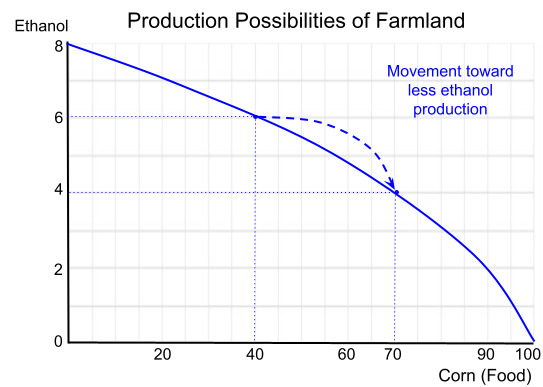 Production Possibilities of Farmland
Ethanol
8
Movement toward
less ethanol
production
6
4
2
0
20 40 60 70 90 100
Corn (Food)